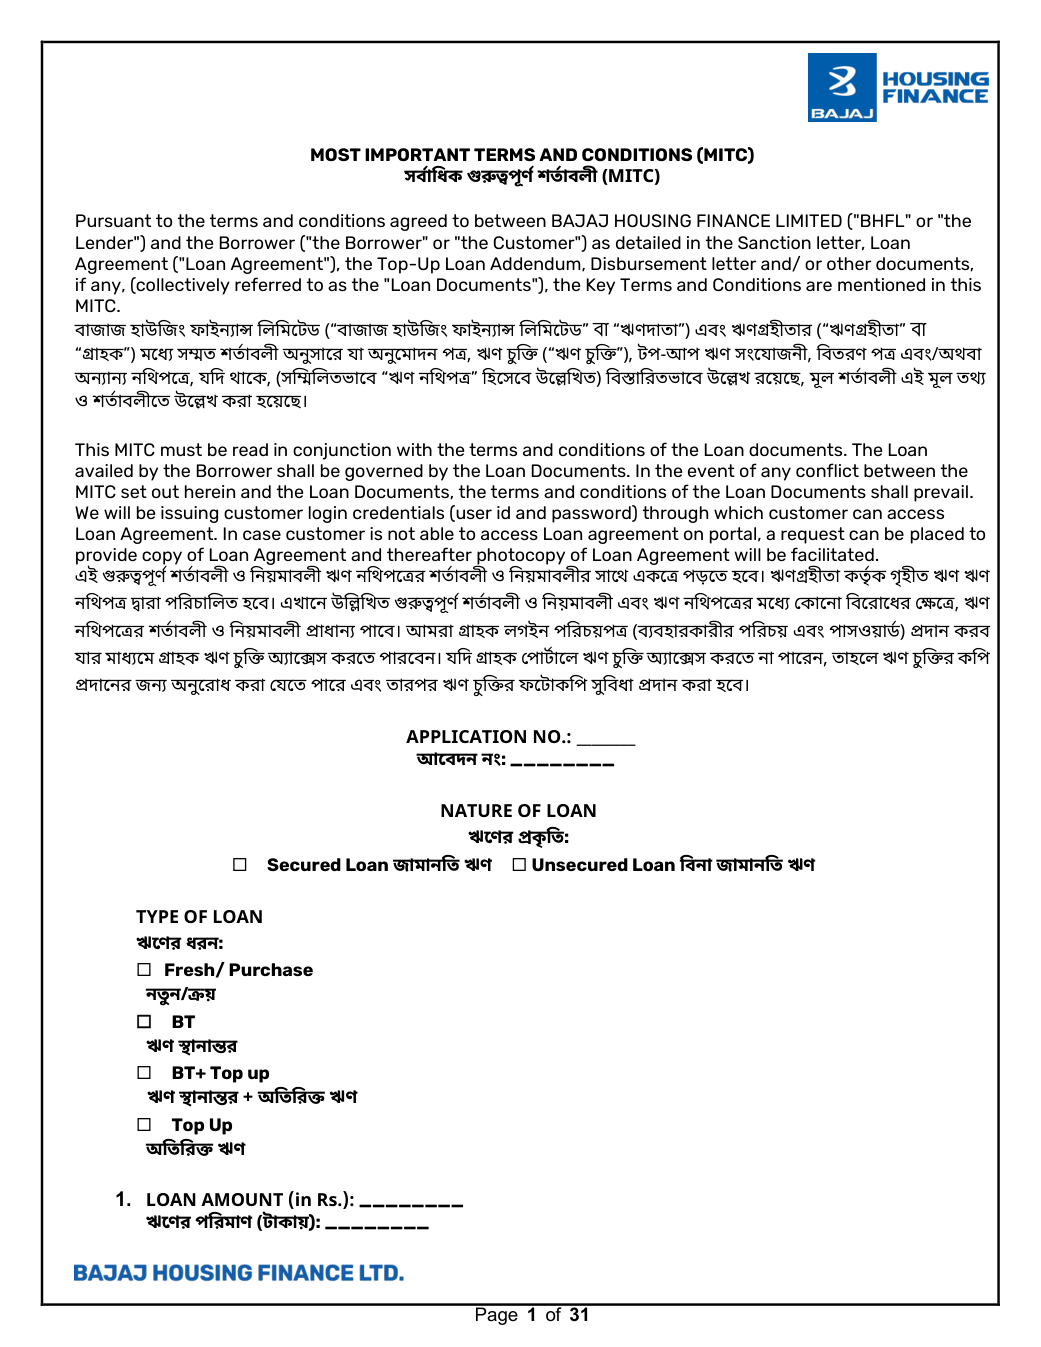 BAJAJ
HOUSING
FINANCE
MOST IMPORTANT TERMS AND CONDITIONS (MITC)
সর্বাধিক গুরুত্বপূর্ণ শর্তাবলী (MITC)
Pursuant to the terms and conditions agreed to between BAJAJ HOUSING FINANCE LIMITED ("BHFL" or "the
Lender") and the Borrower ("the Borrower" or "the Customer") as detailed in the Sanction letter, Loan
Agreement ("Loan Agreement"), the Top-Up Loan Addendum, Disbursement letter and/ or other documents,
if any, (collectively referred to as the "Loan Documents"), the Key Terms and Conditions are mentioned in this
MITC.
বাজাজ হাউজিং ফাইন্যান্স লিমিটেড (“বাজাজ হাউজিং ফাইন্যান্স লিমিটেড” বা “ঋণদাতা”) এবং ঋণগ্রহীতার (“ঋণগ্রহীতা” বা
“গ্রাহক”) মধ্যে সম্মত শর্তাবলী অনুসারে যা অনুমোদন পত্র, ঋণ চুক্তি (“ঋণ চুক্তি”), টপ-আপ ঋণ সংযোজনী, বিতরণ পত্র এবং/অথবা
অন্যান্য নথিপত্রে, যদি থাকে, (সম্মিলিতভাবে “ঋণ নথিপত্র” হিসেবে উল্লেখিত) বিস্তারিতভাবে উল্লেখ রয়েছে, মূল শর্তাবলী এই মূল তথ্য
ও শর্তাবলীতে উল্লেখ করা হয়েছে।
This MITC must be read in conjunction with the terms and conditions of the Loan documents. The Loan
availed by the Borrower shall be governed by the Loan Documents. In the event of any conflict between the
MITC set out herein and the Loan Documents, the terms and conditions of the Loan Documents shall prevail.
We will be issuing customer login credentials (user id and password) through which customer can access
Loan Agreement. In case customer is not able to access Loan agreement on portal, a request can be placed to
provide copy of Loan Agreement and thereafter photocopy of Loan Agreement will be facilitated.
এই গুরুত্বপূর্ণ শর্তাবলী ও নিয়মাবলী ঋণ নথিপত্রের শর্তাবলী ও নিয়মাবলীর সাথে একত্রে পড়তে হবে। ঋণগ্রহীতা কর্তৃক গৃহীত ঋণ ঋণ
নথিপত্র দ্বারা পরিচালিত হবে। এখানে উল্লিখিত গুরুত্বপূর্ণ শর্তাবলী ও নিয়মাবলী এবং ঋণ নথিপত্রের মধ্যে কোনো বিরোধের ক্ষেত্রে, ঋণ
নথিপত্রের শর্তাবলী ও নিয়মাবলী প্রাধান্য পাবে। আমরা গ্রাহক লগইন পরিচয়পত্র (ব্যবহারকারীর পরিচয় এবং পাসওয়ার্ড) প্রদান করব
যার মাধ্যমে গ্রাহক ঋণ চুক্তি অ্যাক্সেস করতে পারবেন। যদি গ্রাহক পোর্টালে ঋণ চুক্তি অ্যাক্সেস করতে না পারেন, তাহলে ঋণ চুক্তির কপি
প্রদানের জন্য অনুরোধ করা যেতে পারে এবং তারপর ঋণ চুক্তির ফটোকপি সুবিধা প্রদান করা হবে।
APPLICATION NO.: ______
আবেদন নং: ________
NATURE OF LOAN
ঋণের প্রকৃতি:
☐ Secured Loan জামানতি ঋণ ☐ Unsecured Loan বিনা জামানতি ঋণ
TYPE OF LOAN
ঋণের ধরন:
☐ Fresh/ Purchase
নতুন/ক্রয়
☐ BT
ঋণ স্থানান্তর
☐ BT+ Top up
ঋণ স্থানান্তর + অতিরিক্ত ঋণ
☐ Top Up
অতিরিক্ত ঋণ
1. LOAN AMOUNT (in Rs.): ________
ঋণের পরিমাণ (টাকায়): ________
BAJAJ HOUSING FINANCE LTD.
Page 1 of 31